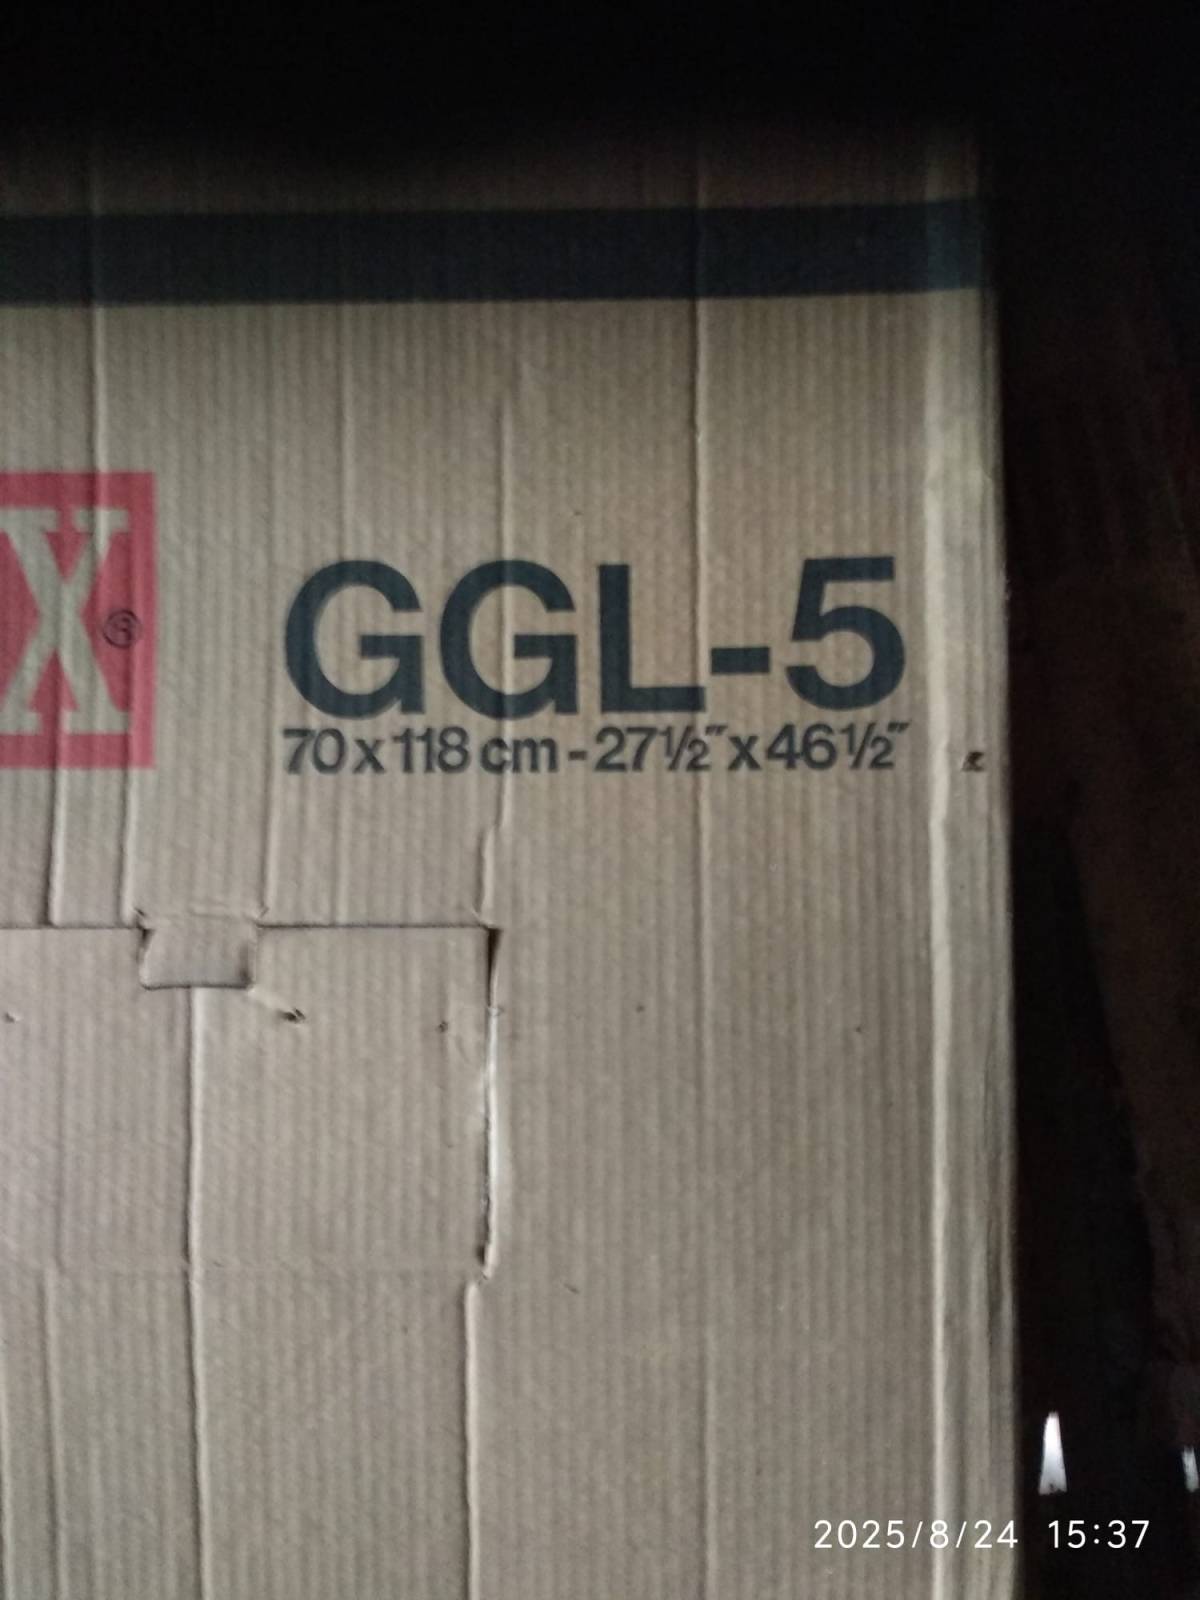 X®
GGL-5
70 x 118 cm - 27½" x 46½"
2025/8/24 15:37